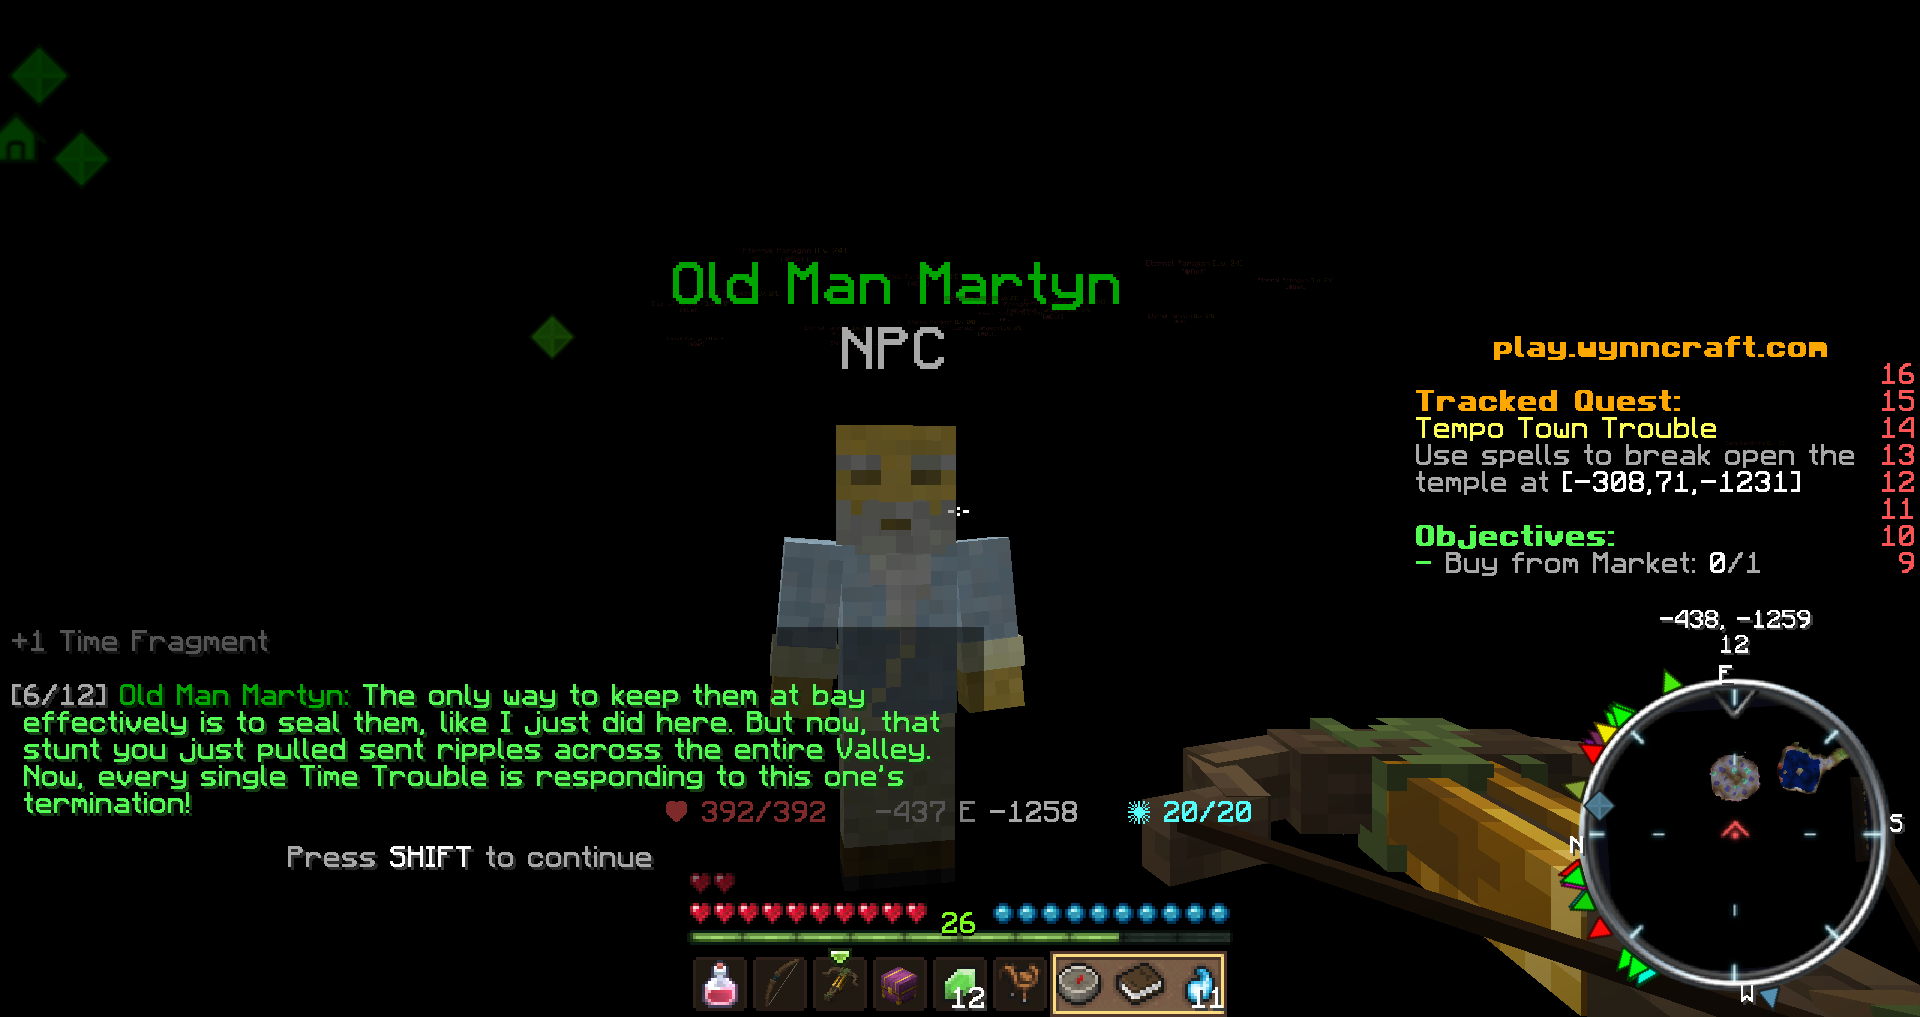 Old Man Martyn
NPC
play.wynncraft.com
16
Tracked Quest: 15
Tempo Town Trouble 14
Use spells to break open the 13
temple at [-308,71,-1231] 12
11
Objectives: 10
- Buy from Market: 0/1 9
-438, -1259
12
E
S
N
W
+1 Time Fragment
[6/12] Old Man Martyn: The only way to keep them at bay
effectively is to seal them, like I just did here. But now, that
stunt you just pulled sent ripples across the entire Valley.
Now, every single Time Trouble is responding to this one's
termination!
392/392 -437 E -1258 20/20
Press SHIFT to continue
26
12
11